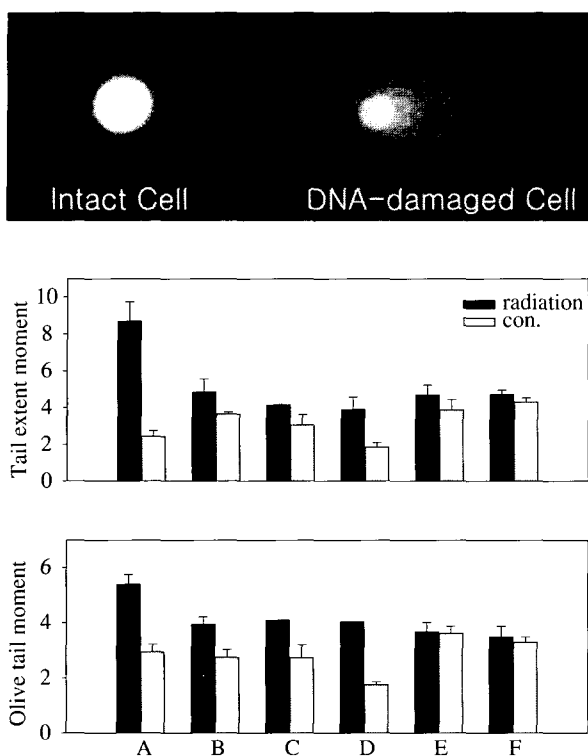 Intact Cell DNA-damaged Cell
10
8
6
4
2
0
Tail extent moment
radiation
con.
6
4
2
0
Olive tail moment
A B C D E F